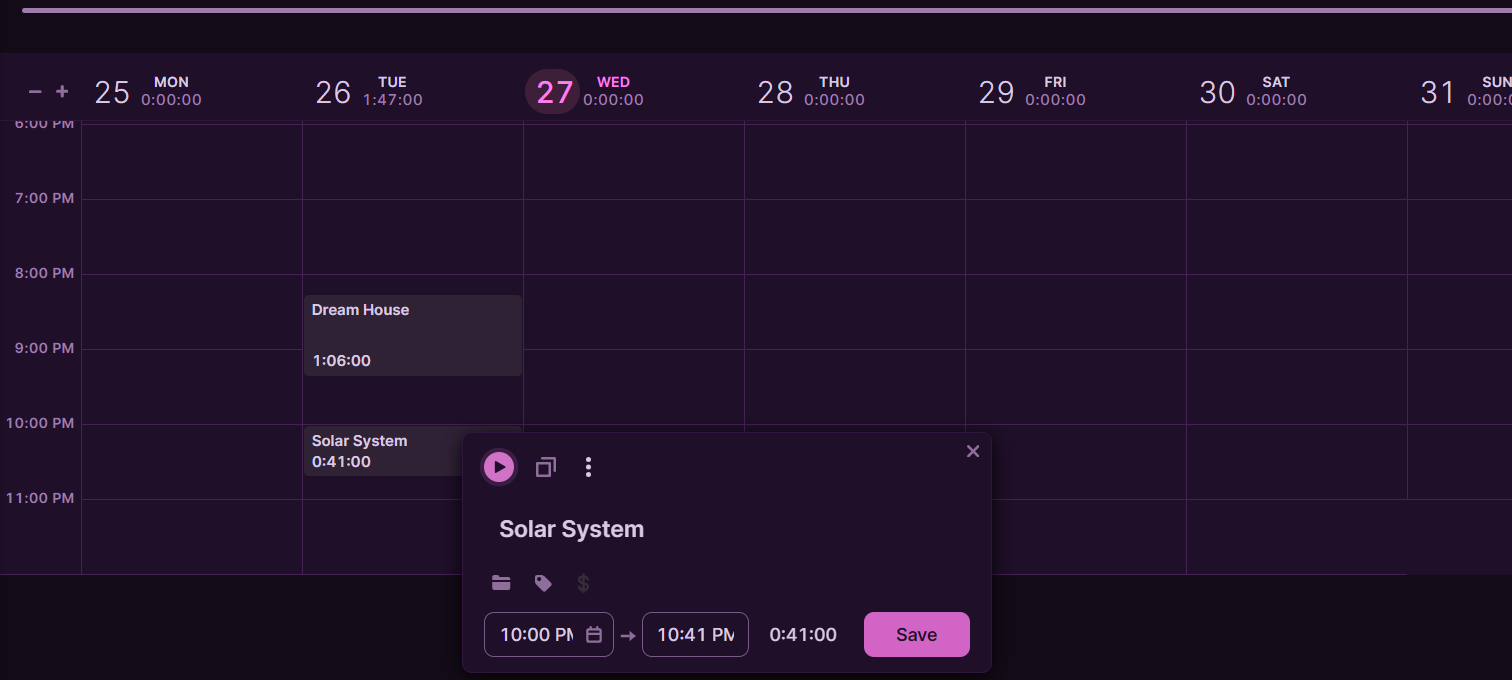 − +
25 MON 0:00:00
26 TUE 1:47:00
27 WED 0:00:00
28 THU 0:00:00
29 FRI 0:00:00
30 SAT 0:00:00
31 SUN 0:00:0
6:00 PM
7:00 PM
8:00 PM
Dream House
9:00 PM
1:06:00
10:00 PM
Solar System
0:41:00
11:00 PM
Solar System
$
10:00 PM → 10:41 PM 0:41:00 Save